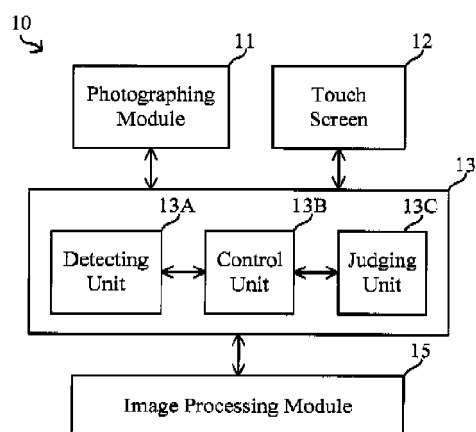 10
11
12
Photographing
Module
Touch
Screen
13
13A
13B
13C
Detecting
Unit
Control
Unit
Judging
Unit
15
Image Processing Module